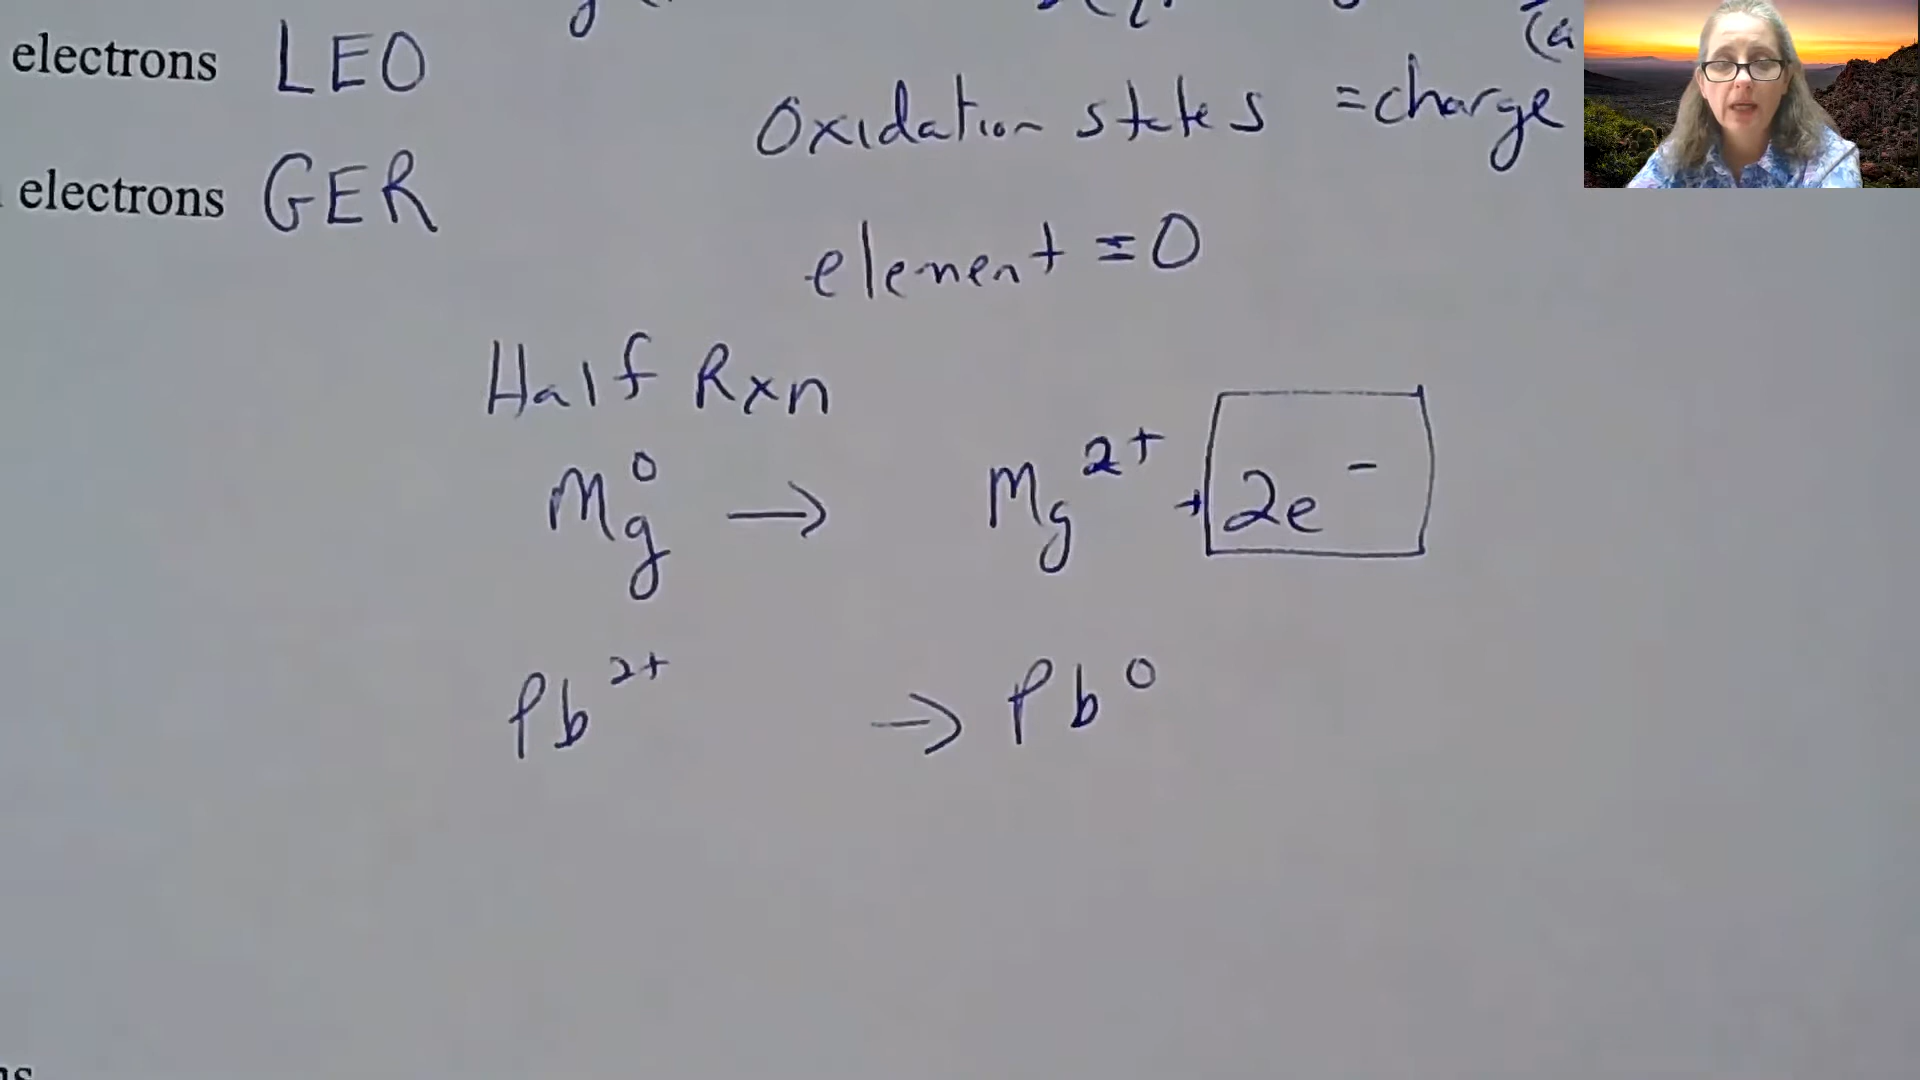 electrons LEO
Oxidation states = charge
electrons GER
element = 0
Half Rxn
Mg⁰ → Mg²⁺ + 2e⁻
Pb²⁺ → Pb⁰